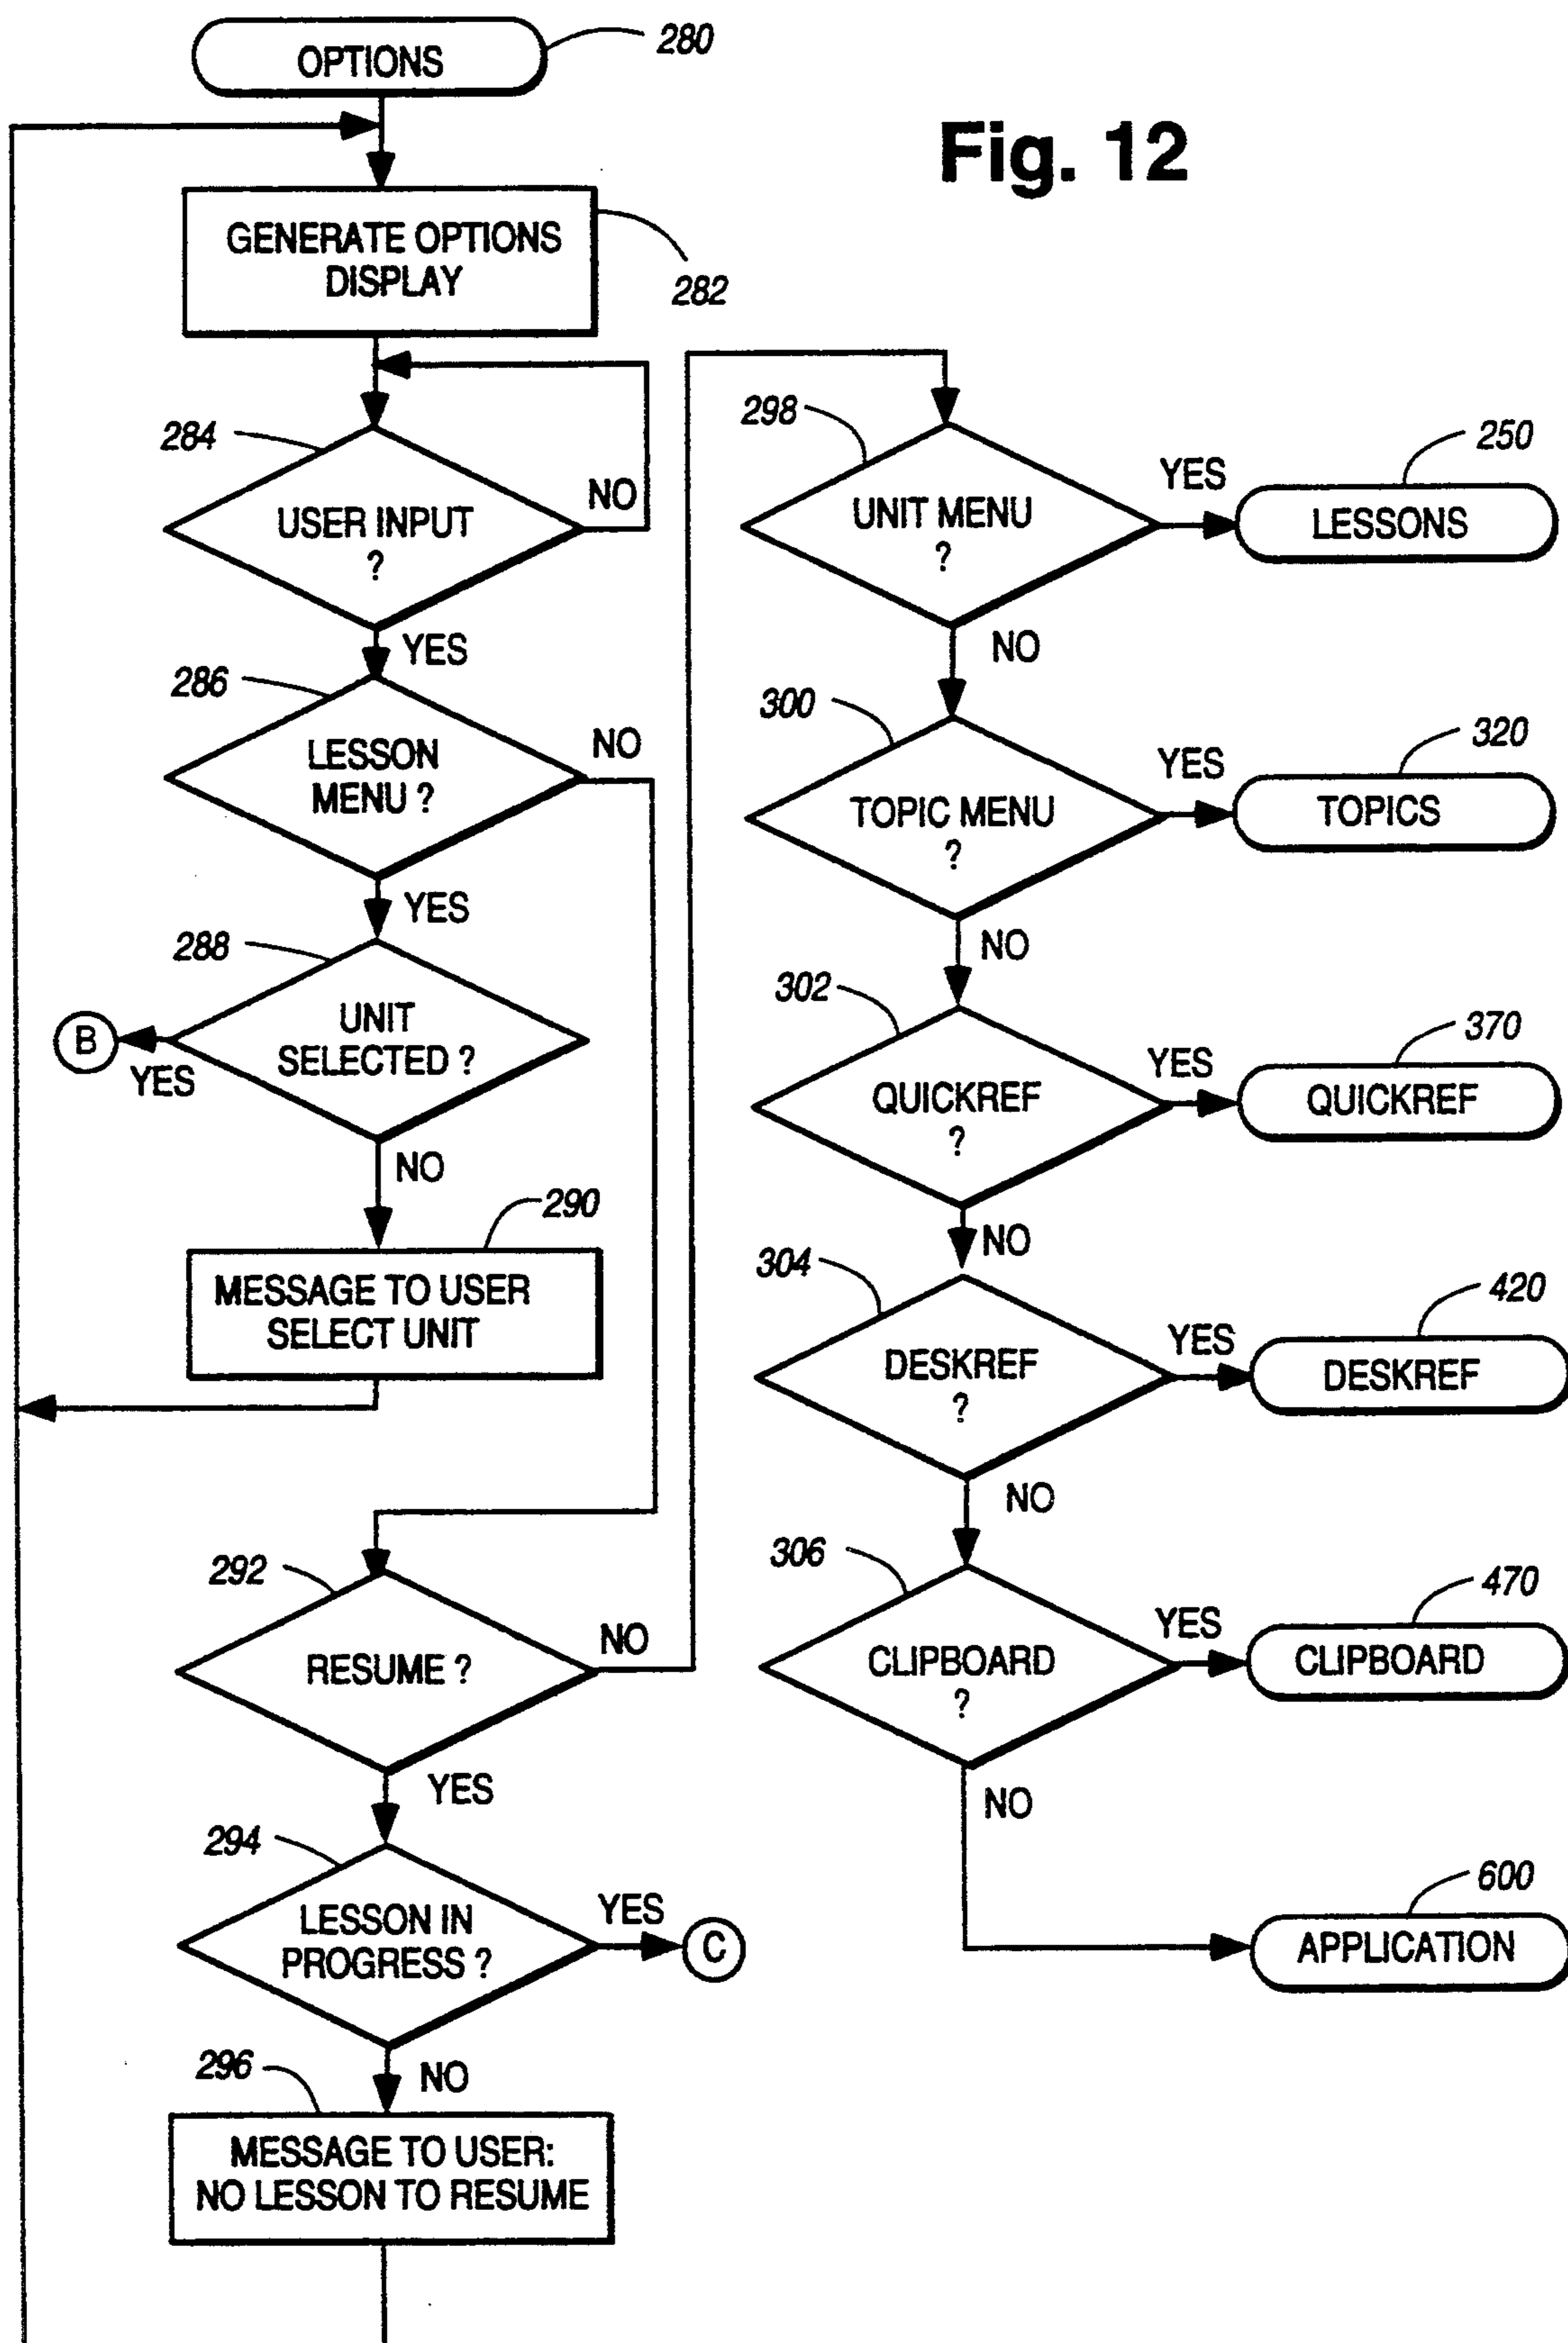 OPTIONS
280
Fig. 12
GENERATE OPTIONS
DISPLAY
282
284
USER INPUT
?
NO
YES
286
LESSON
MENU ?
NO
YES
288
UNIT
SELECTED ?
B
YES
NO
290
MESSAGE TO USER
SELECT UNIT
292
RESUME ?
NO
YES
294
LESSON IN
PROGRESS ?
YES
C
NO
296
MESSAGE TO USER:
NO LESSON TO RESUME
298
UNIT MENU
?
YES
250
LESSONS
NO
300
TOPIC MENU
?
YES
320
TOPICS
NO
302
QUICKREF
?
YES
370
QUICKREF
NO
304
DESKREF
?
YES
420
DESKREF
NO
306
CLIPBOARD
?
YES
470
CLIPBOARD
NO
600
APPLICATION